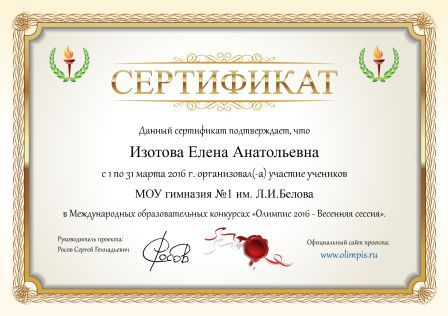 СЕРТИФИКАТ
Данный сертификат подтверждает, что
Изотова Елена Анатольевна
с 1 по 31 марта 2016 г. организовал(-а) участие учеников
МОУ гимназия №1 им. Л.И.Белова
в Международных образовательных конкурсах «Олимпис 2016 - Весенняя сессия».
Руководитель проекта:
Росов Сергей Геннадьевич
Росов
Официальный сайт проекта:
www.olimpis.ru